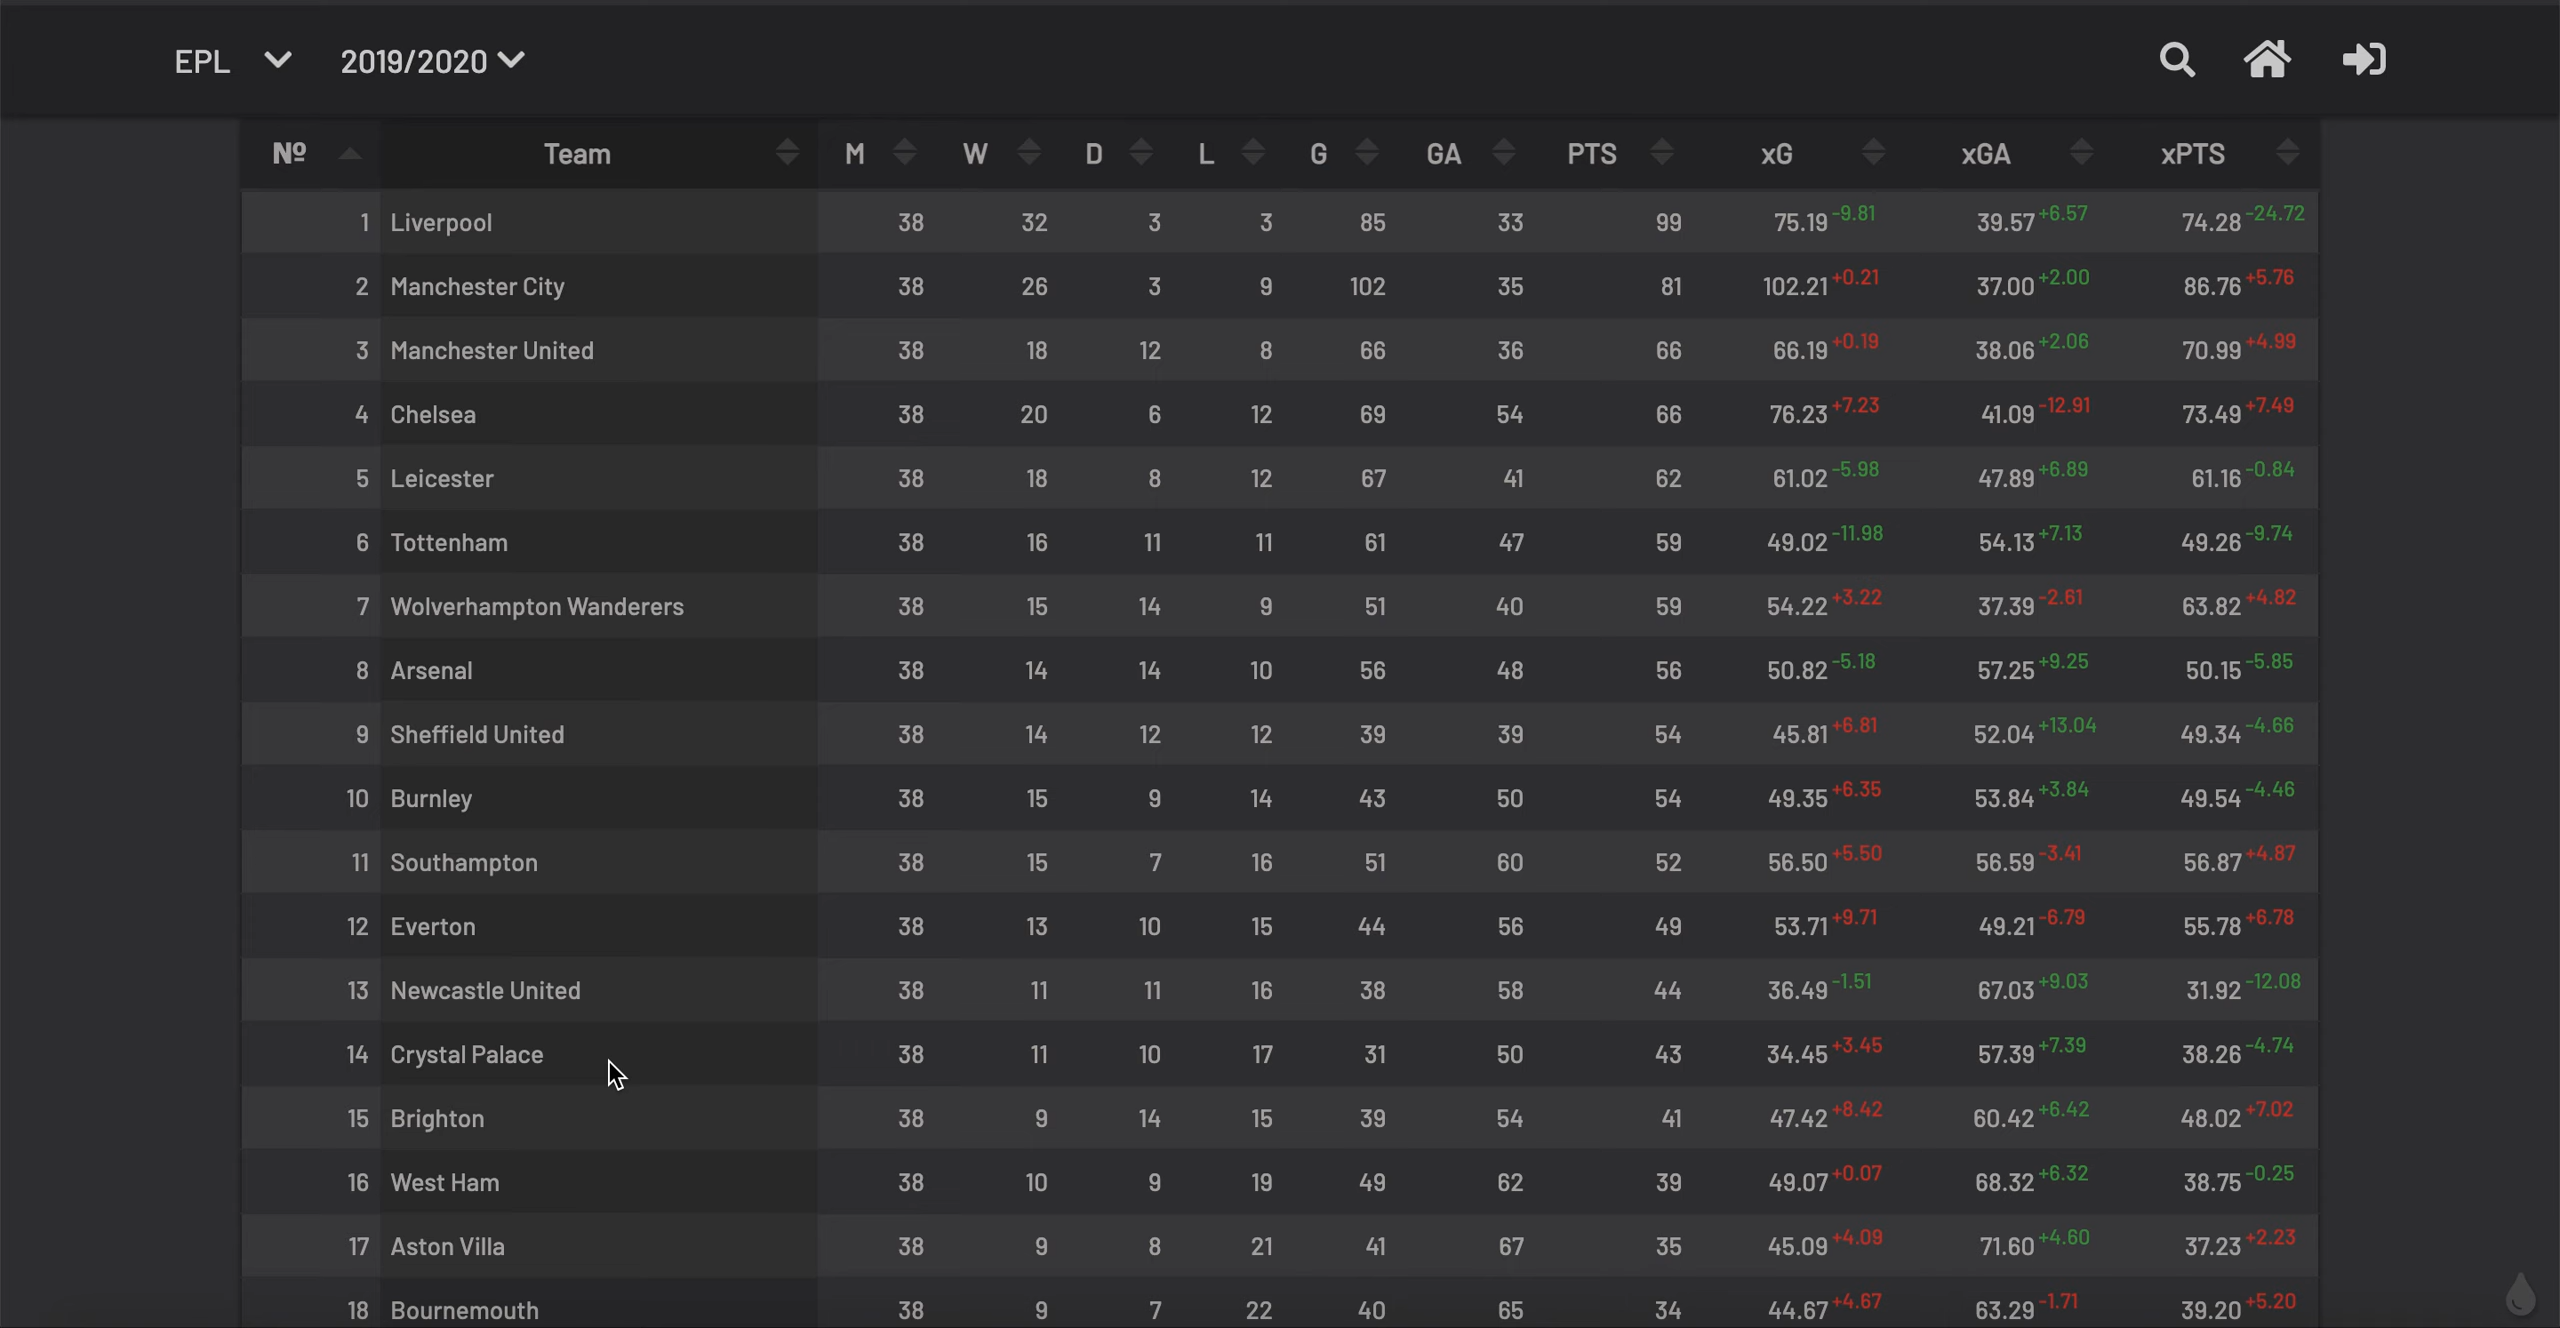 EPL 2019/2020
Nº Team M W D L G GA PTS xG xGA xPTS
1 Liverpool 38 32 3 3 85 33 99 75.19 -9.81 39.57 +6.57 74.28 -24.72
2 Manchester City 38 26 3 9 102 35 81 102.21 +0.21 37.00 +2.00 86.76 +5.76
3 Manchester United 38 18 12 8 66 36 66 66.19 +0.19 38.06 +2.06 70.99 +4.99
4 Chelsea 38 20 6 12 69 54 66 76.23 +7.23 41.09 -12.91 73.49 +7.49
5 Leicester 38 18 8 12 67 41 62 61.02 -5.98 47.89 +6.89 61.16 -0.84
6 Tottenham 38 16 11 11 61 47 59 49.02 -11.98 54.13 +7.13 49.26 -9.74
7 Wolverhampton Wanderers 38 15 14 9 51 40 59 54.22 +3.22 37.39 -2.61 63.82 +4.82
8 Arsenal 38 14 14 10 56 48 56 50.82 -5.18 57.25 +9.25 50.15 -5.85
9 Sheffield United 38 14 12 12 39 39 54 45.81 +6.81 52.04 +13.04 49.34 -4.66
10 Burnley 38 15 9 14 43 50 54 49.35 +6.35 53.84 +3.84 49.54 -4.46
11 Southampton 38 15 7 16 51 60 52 56.50 +5.50 56.59 -3.41 56.87 +4.87
12 Everton 38 13 10 15 44 56 49 53.71 +9.71 49.21 -6.79 55.78 +6.78
13 Newcastle United 38 11 11 16 38 58 44 36.49 -1.51 67.03 +9.03 31.92 -12.08
14 Crystal Palace 38 11 10 17 31 50 43 34.45 +3.45 57.39 +7.39 38.26 -4.74
15 Brighton 38 9 14 15 39 54 41 47.42 +8.42 60.42 +6.42 48.02 +7.02
16 West Ham 38 10 9 19 49 62 39 49.07 +0.07 68.32 +6.32 38.75 -0.25
17 Aston Villa 38 9 8 21 41 67 35 45.09 +4.09 71.60 +4.60 37.23 +2.23
18 Bournemouth 38 9 7 22 40 65 34 44.67 +4.67 63.29 -1.71 39.20 +5.20